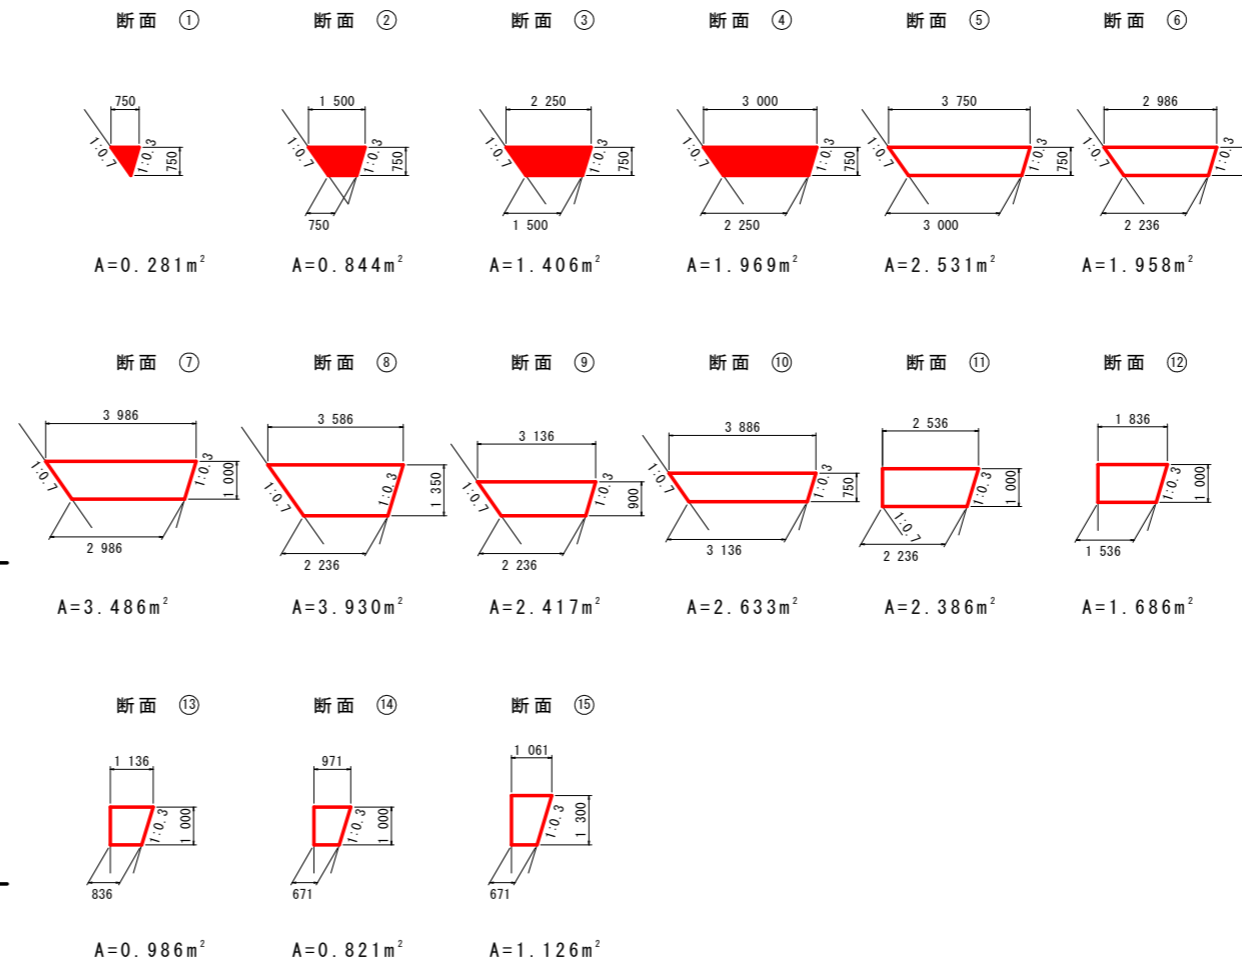 断面 ①
断面 ②
断面 ③
断面 ④
断面 ⑤
断面 ⑥
750
1:0.7
1:0.3
750
1 500
1:0.7
1:0.3
750
750
2 250
1:0.7
1:0.3
750
1 500
3 000
1:0.7
1:0.3
750
2 250
3 750
1:0.7
1:0.3
750
3 000
2 986
1:0.7
1:0.3
2 236
A=0.281m²
A=0.844m²
A=1.406m²
A=1.969m²
A=2.531m²
A=1.958m²
断面 ⑦
断面 ⑧
断面 ⑨
断面 ⑩
断面 ⑪
断面 ⑫
3 986
1:0.7
1:0.3
1 000
2 986
3 586
1:0.7
1:0.3
1 350
2 236
3 136
1:0.7
1:0.3
900
2 236
3 886
1:0.7
1:0.3
750
3 136
2 536
1:0.3
1 000
1:0.7
2 236
1 836
1:0.3
1 000
1 536
A=3.486m²
A=3.930m²
A=2.417m²
A=2.633m²
A=2.386m²
A=1.686m²
断面 ⑬
断面 ⑭
断面 ⑮
1 136
1:0.3
1 000
836
971
1:0.3
1 000
671
1 061
1:0.3
1 300
671
A=0.986m²
A=0.821m²
A=1.126m²